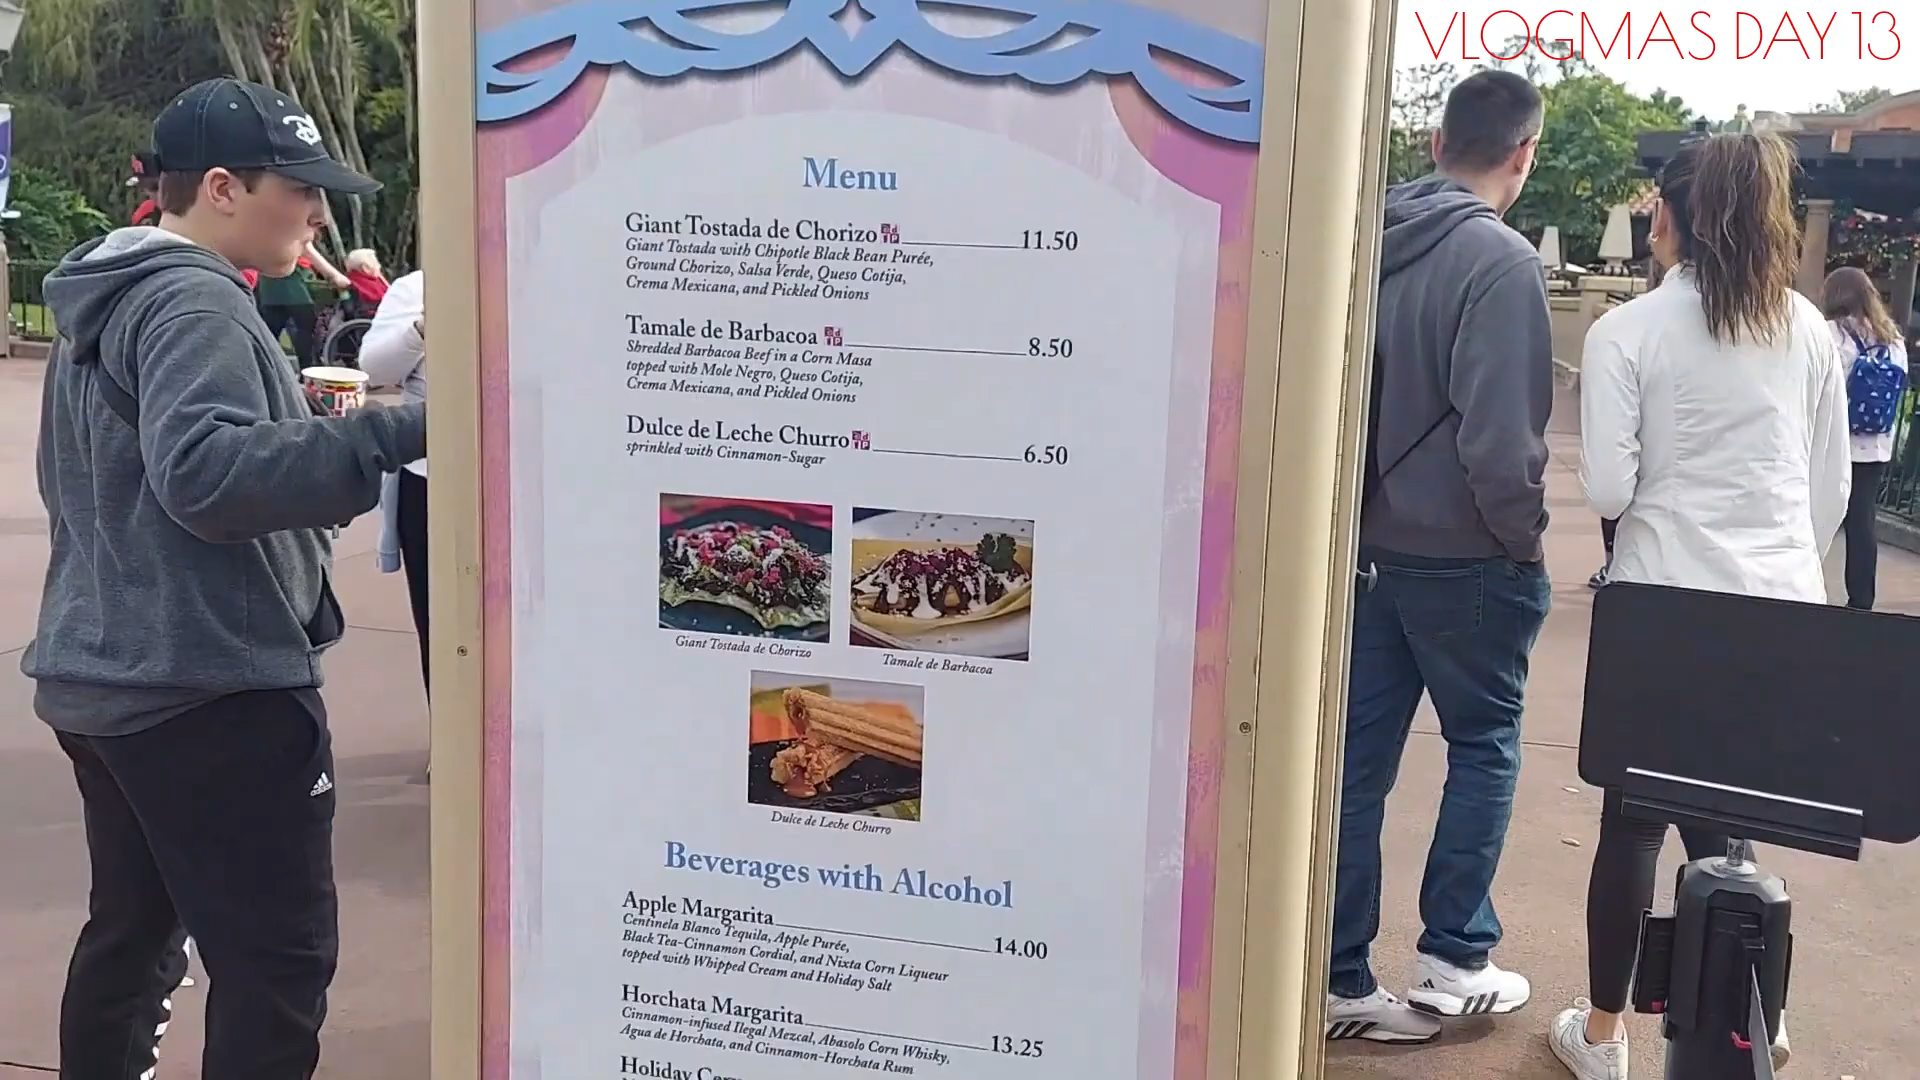 VLOGMAS DAY 13
Menu
Giant Tostada de Chorizo 11.50
Giant Tostada with Chipotle Black Bean Purée,
Ground Chorizo, Salsa Verde, Queso Cotija,
Crema Mexicana, and Pickled Onions
Tamale de Barbacoa 8.50
Shredded Barbacoa Beef in a Corn Masa
topped with Mole Negro, Queso Cotija,
Crema Mexicana, and Pickled Onions
Dulce de Leche Churro 6.50
sprinkled with Cinnamon-Sugar
Giant Tostada de Chorizo
Tamale de Barbacoa
Dulce de Leche Churro
Beverages with Alcohol
Apple Margarita 14.00
Centinela Blanco Tequila, Apple Purée,
Black Tea-Cinnamon Cordial, and Nixta Corn Liqueur
topped with Whipped Cream and Holiday Salt
Horchata Margarita 13.25
Cinnamon-infused Ilegal Mezcal, Abasolo Corn Whisky,
Agua de Horchata, and Cinnamon-Horchata Rum
Holiday
adidas